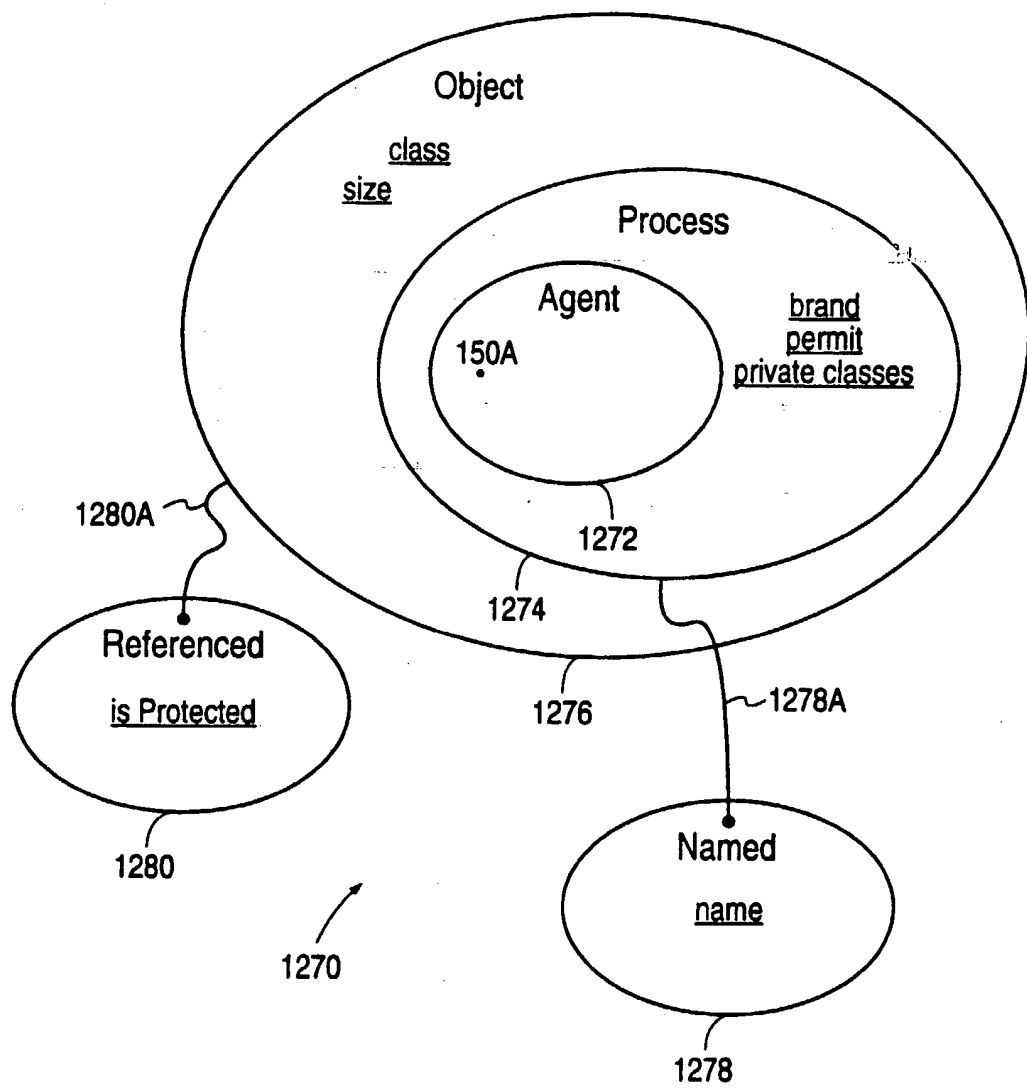 Object
class
size
Process
Agent
brand
permit
private classes
150A
1280A
1272
1274
Referenced
is Protected
1276
1278A
1280
Named
name
1270
1278